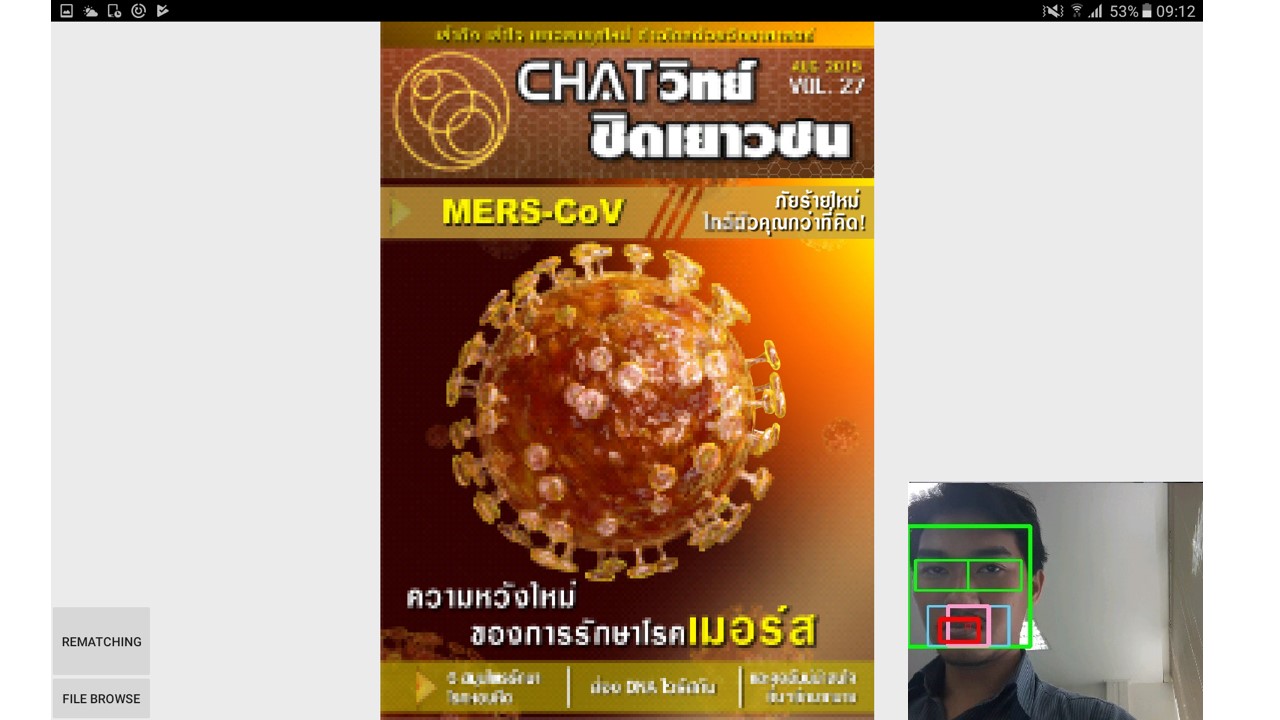 53% 09:12
CHATวิทย์
ชิดเยาวชน
AUG 2015
VOL. 27
MERS-CoV
ภัยร้ายใหม่
ใกล้ตัวคุณกว่าที่คิด!
ความหวังใหม่
ของการรักษาโรคเมอร์ส
REMATCHING
FILE BROWSE
ส่อง DNA ไวรัสตับ